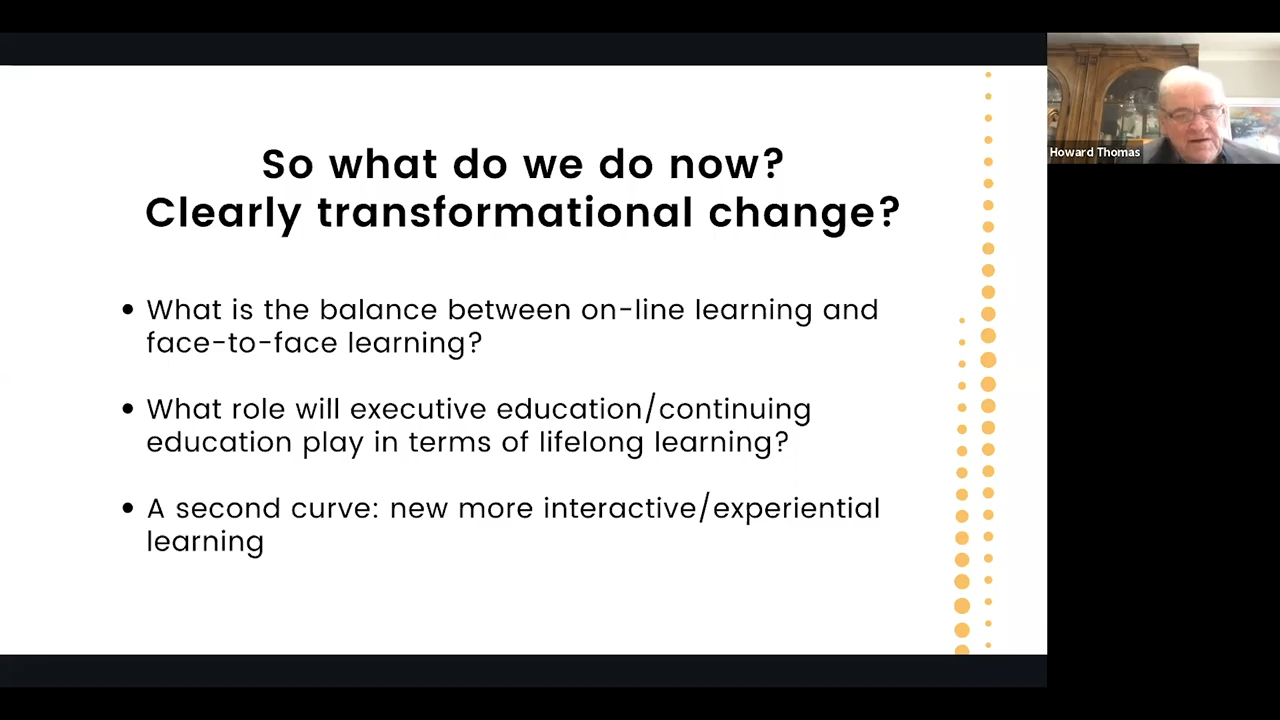 So what do we do now?
Clearly transformational change?
• What is the balance between on-line learning and
face-to-face learning?
• What role will executive education/continuing
education play in terms of lifelong learning?
• A second curve: new more interactive/experiential
learning
Howard Thomas